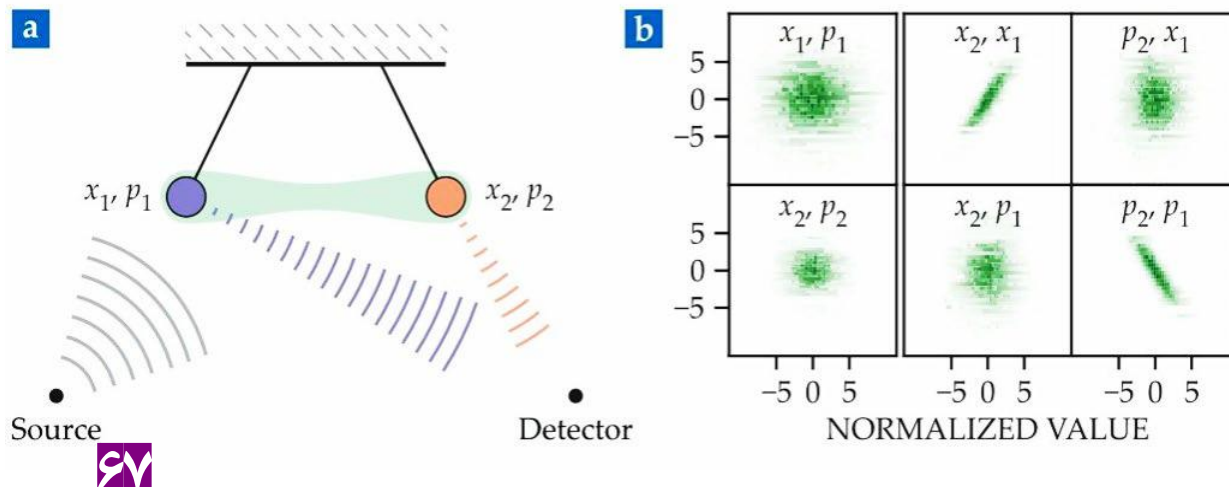 a
x₁, p₁
x₂, p₂
Source
Detector
۶۷
b
x₁, p₁
x₂, x₁
p₂, x₁
5
0
−5
x₂, p₂
x₂, p₁
p₂, p₁
5
0
−5
−5 0 5
−5 0 5
−5 0 5
NORMALIZED VALUE